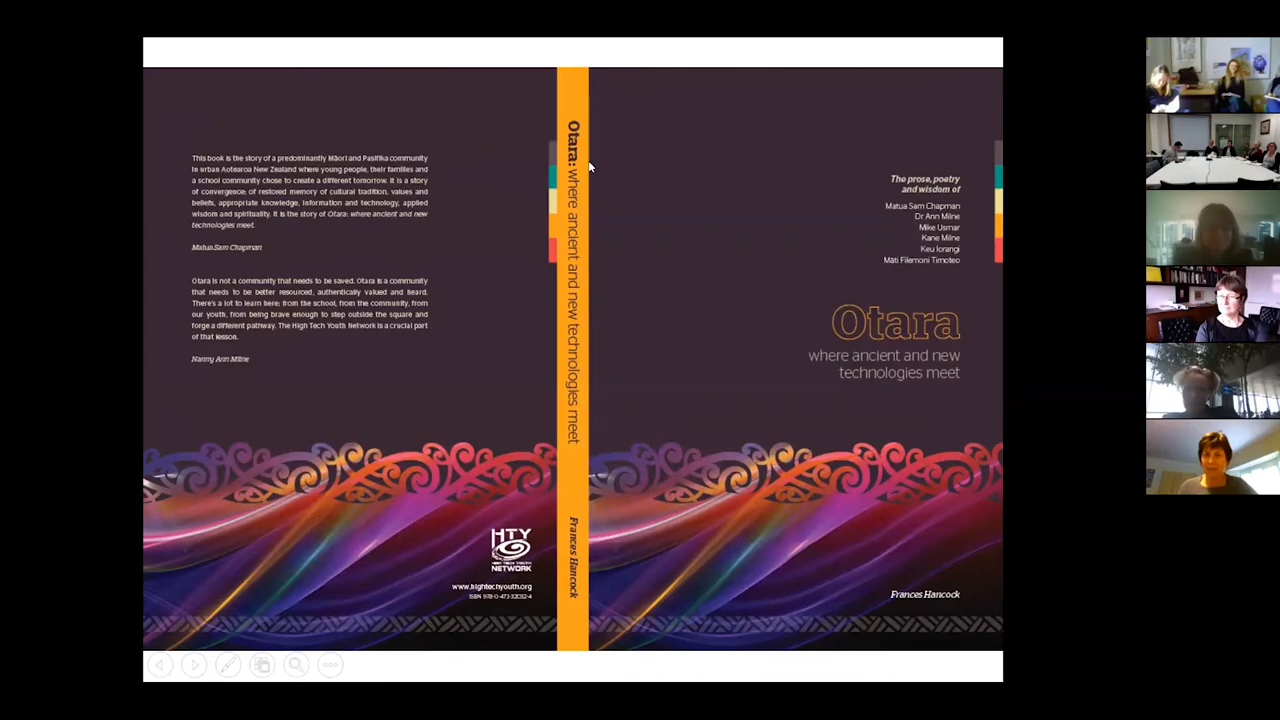 This book is the story of a predominantly Māori and Pasifika community
in urban Aotearoa New Zealand where young people, their families and
a school community chose to create a different tomorrow. It is a story
of convergence; of restored memory of cultural tradition, values and
beliefs, appropriate knowledge, information and technology, applied
wisdom and spirituality. It is the story of Otara: where ancient and new
technologies meet.
Matua Sam Chapman
Otara is not a community that needs to be saved. Otara is a community
that needs to be better resourced, authentically valued and heard.
There's a lot to learn here; from the school, from the community, from
our youth, from being brave enough to step outside the square and
forge a different pathway. The High Tech Youth Network is a crucial part
of that lesson.
Nanny Ann Milne
HTY
HIGH TECH YOUTH
NETWORK
www.hightechyouth.org
Otara: where ancient and new technologies meet
Frances Hancock
The prose, poetry
and wisdom of
Matua Sam Chapman
Dr Ann Milne
Mike Usmar
Kane Milne
Keu Iorangi
Māti Filemoni Timoteo
Otara
where ancient and new
technologies meet
Frances Hancock